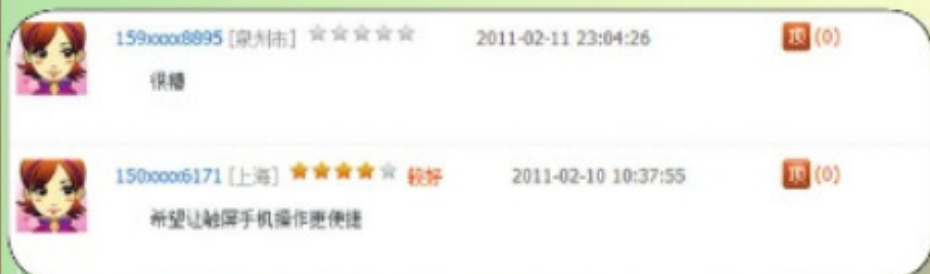 159xxxx8895 [泉州市] 2011-02-11 23:04:26 顶 (0)
很糟
150xxxx6171 [上海] 较好 2011-02-10 10:37:55 顶 (0)
希望让触屏手机操作更便捷